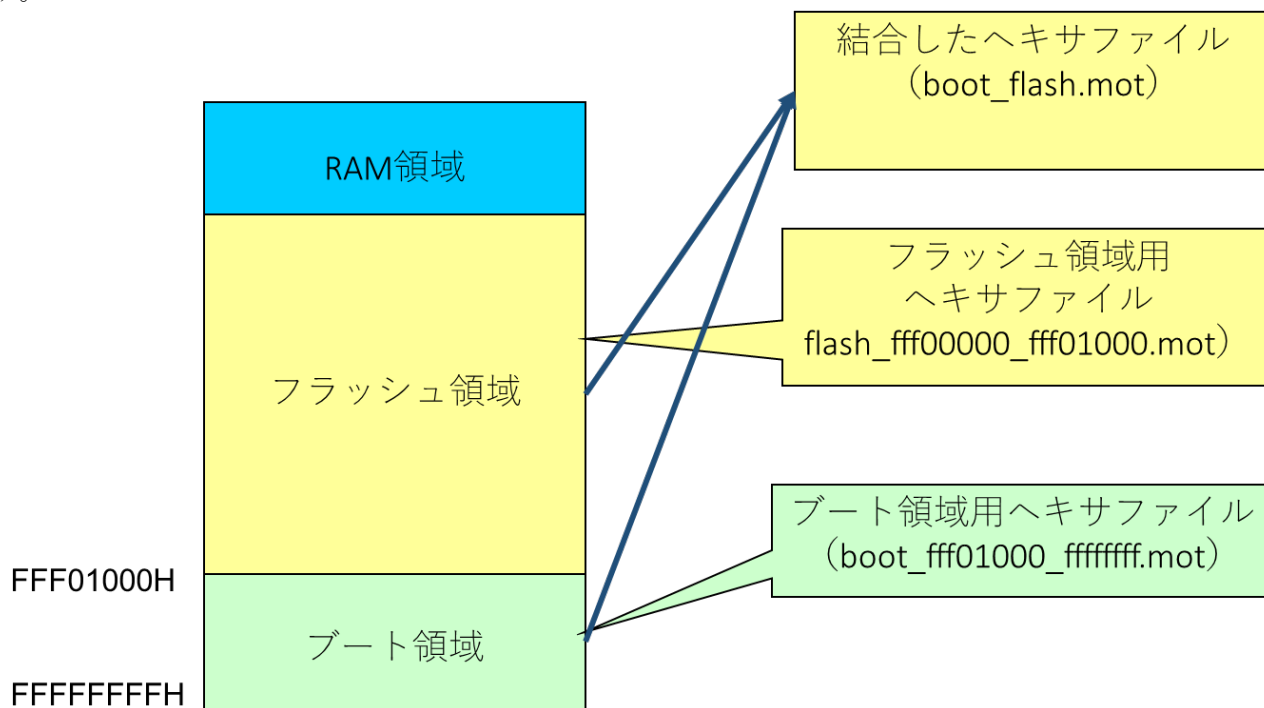 す。
結合したヘキサファイル
（boot_flash.mot）
RAM領域
フラッシュ領域用
ヘキサファイル
flash_fff00000_fff01000.mot）
フラッシュ領域
ブート領域用ヘキサファイル
（boot_fff01000_ffffffff.mot）
FFF01000H
ブート領域
FFFFFFFFH